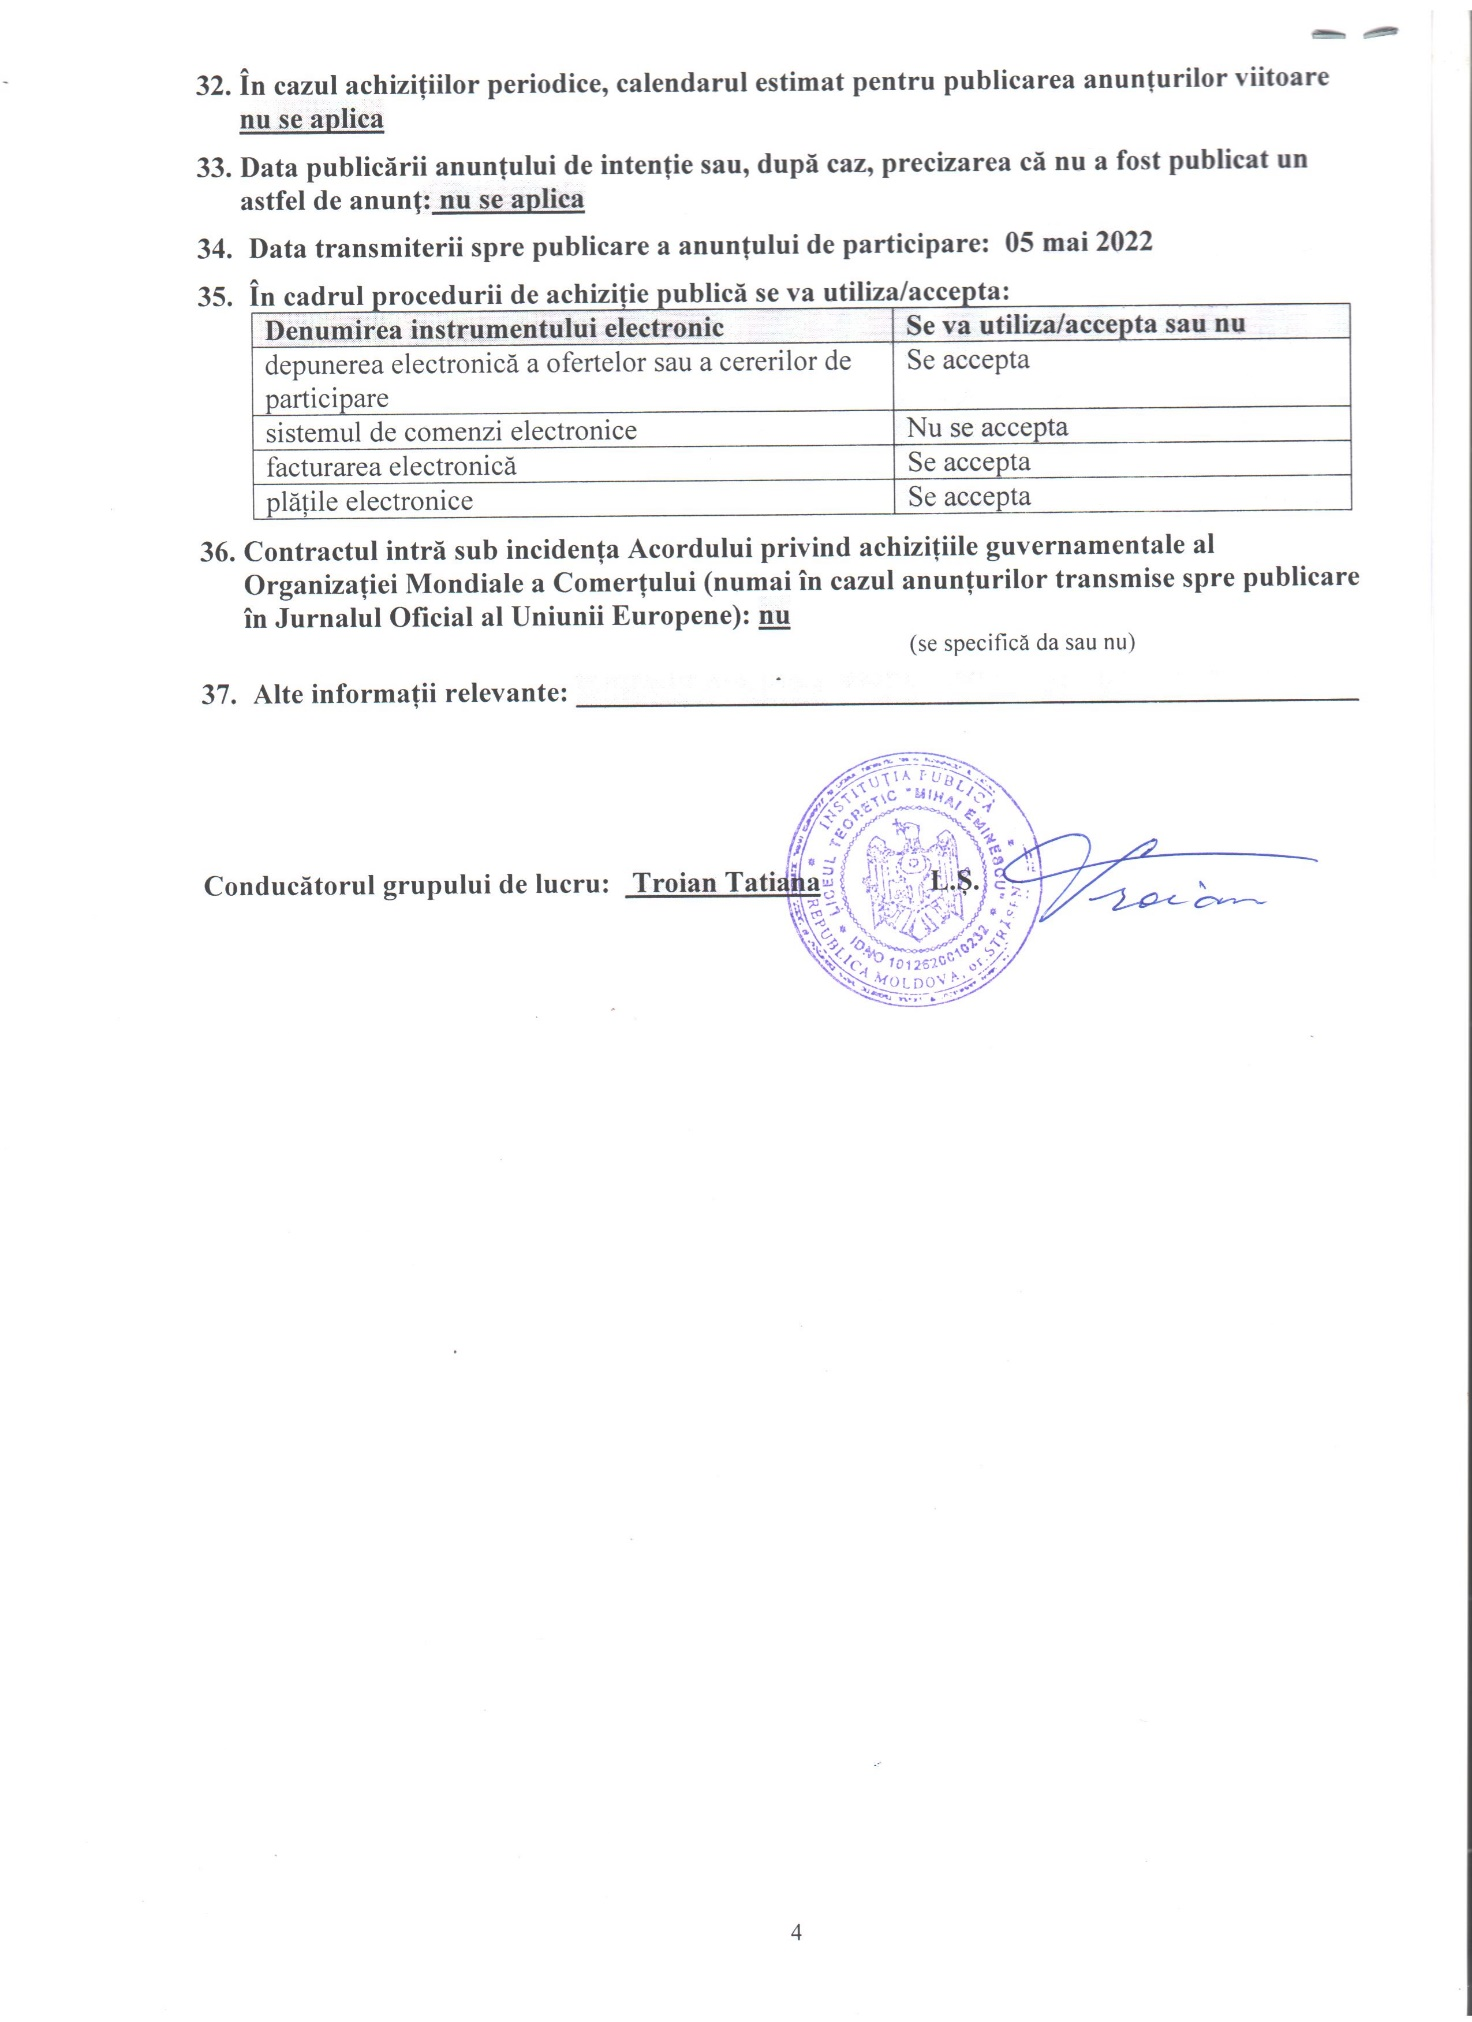 32. În cazul achizițiilor periodice, calendarul estimat pentru publicarea anunțurilor viitoare
nu se aplica
33. Data publicării anunțului de intenție sau, după caz, precizarea că nu a fost publicat un
astfel de anunţ: nu se aplica
34. Data transmiterii spre publicare a anunțului de participare: 05 mai 2022
35. În cadrul procedurii de achiziție publică se va utiliza/accepta:
Denumirea instrumentului electronic Se va utiliza/accepta sau nu
depunerea electronică a ofertelor sau a cererilor de Se accepta
participare
sistemul de comenzi electronice Nu se accepta
facturarea electronică Se accepta
plățile electronice Se accepta
36. Contractul intră sub incidența Acordului privind achizițiile guvernamentale al
Organizației Mondiale a Comerțului (numai în cazul anunțurilor transmise spre publicare
în Jurnalul Oficial al Uniunii Europene): nu
(se specifică da sau nu)
37. Alte informații relevante:
INSTITUȚIA PUBLICĂ
LICEUL TEORETIC "MIHAI EMINESCU"
Conducătorul grupului de lucru: Troian Tatiana L.Ș. Troian
IDNO 1012620010232
REPUBLICA MOLDOVA, or.
4